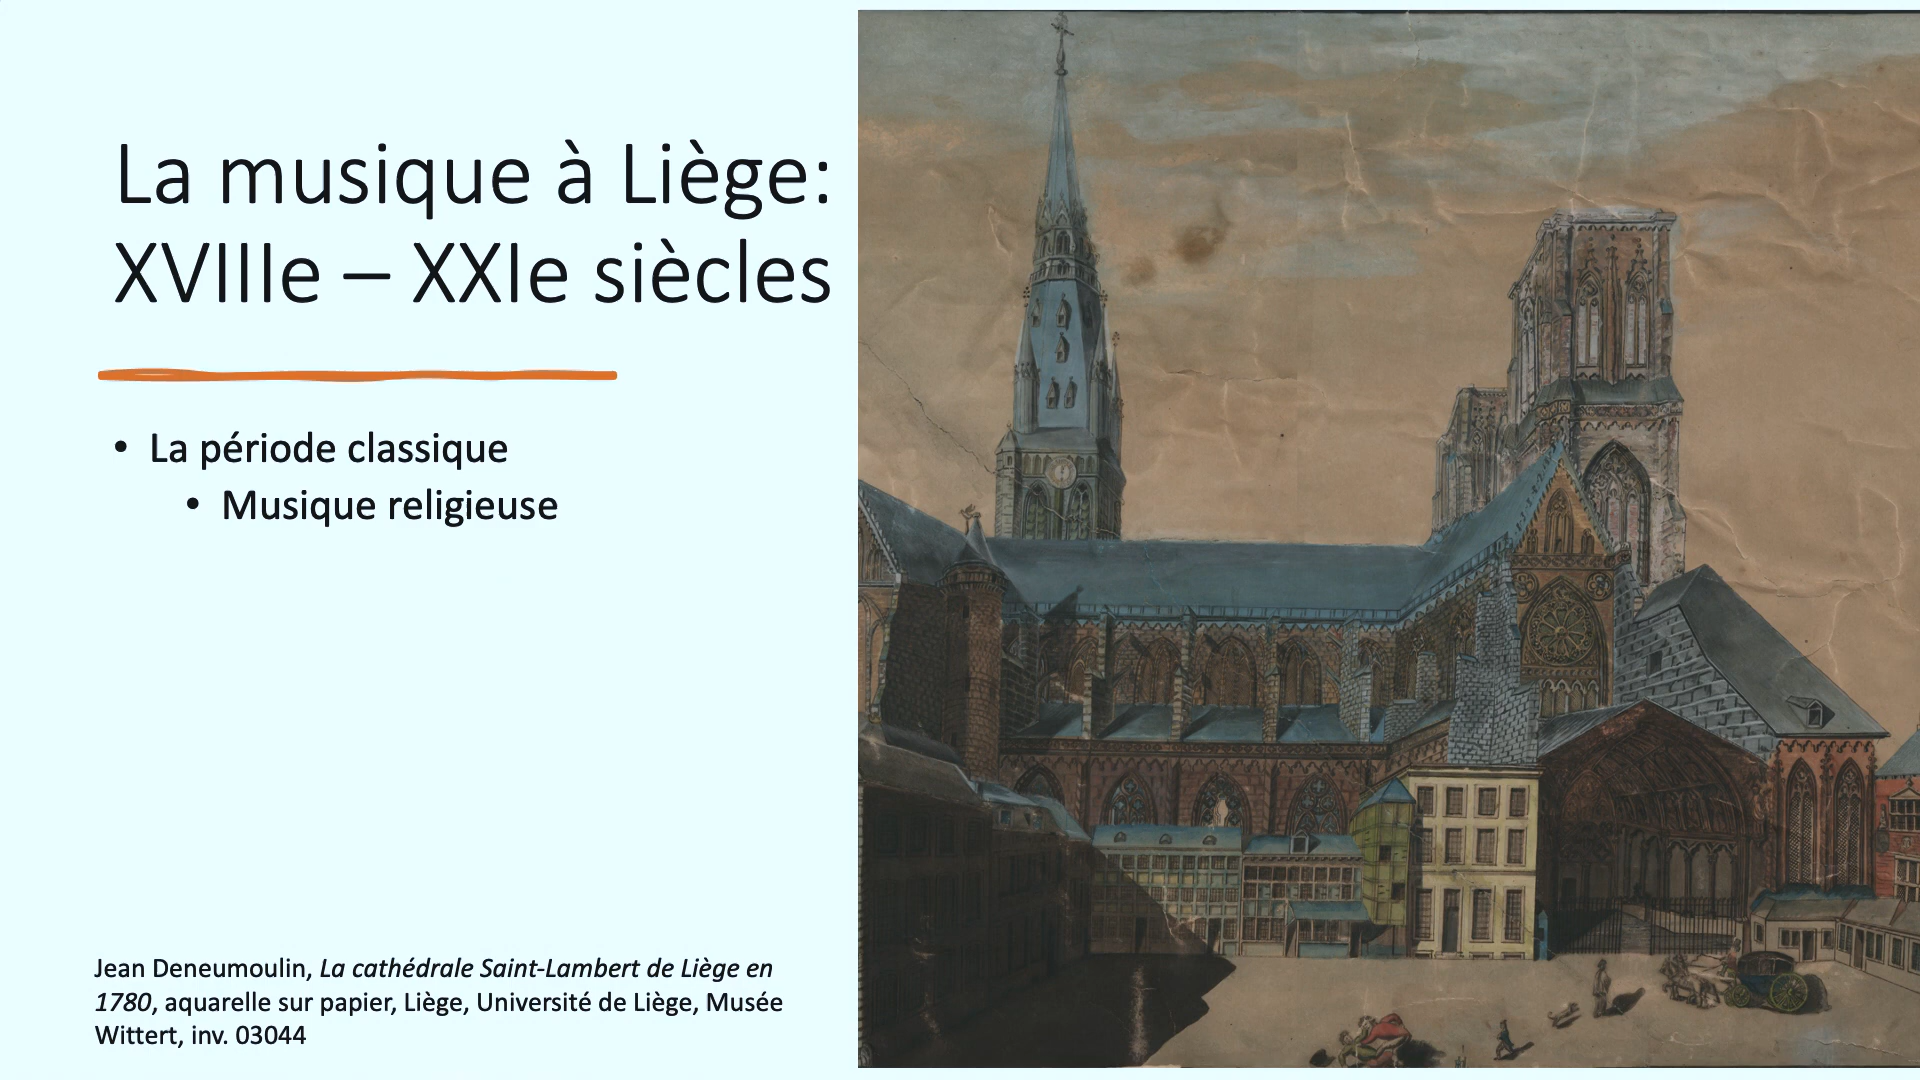 La musique à Liège:
XVIIIe – XXIe siècles
• La période classique
• Musique religieuse
Jean Deneumoulin, La cathédrale Saint-Lambert de Liège en
1780, aquarelle sur papier, Liège, Université de Liège, Musée
Wittert, inv. 03044